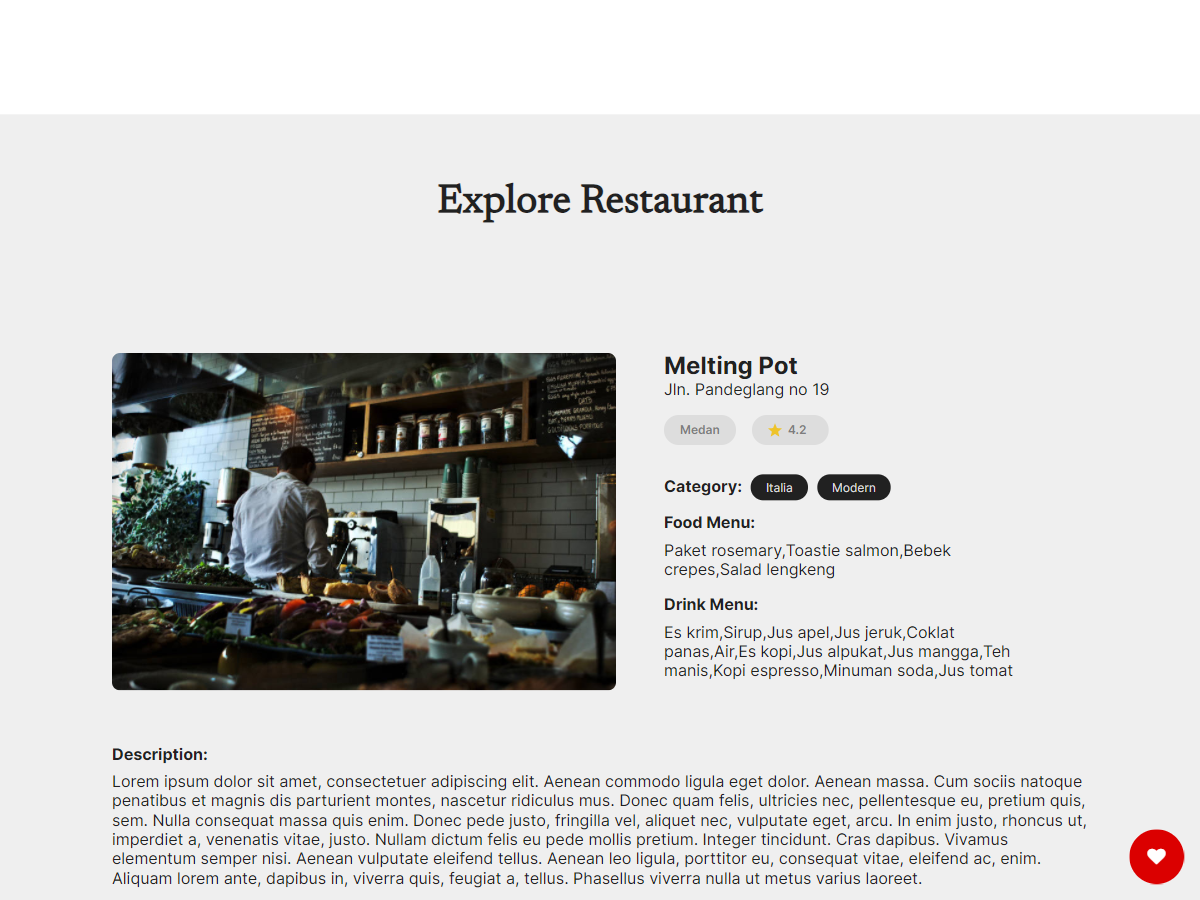 Explore Restaurant
Melting Pot
Jln. Pandeglang no 19
Medan
4.2
Category: Italia Modern
Food Menu:
Paket rosemary,Toastie salmon,Bebek
crepes,Salad lengkeng
Drink Menu:
Es krim,Sirup,Jus apel,Jus jeruk,Coklat
panas,Air,Es kopi,Jus alpukat,Jus mangga,Teh
manis,Kopi espresso,Minuman soda,Jus tomat
Description:
Lorem ipsum dolor sit amet, consectetuer adipiscing elit. Aenean commodo ligula eget dolor. Aenean massa. Cum sociis natoque
penatibus et magnis dis parturient montes, nascetur ridiculus mus. Donec quam felis, ultricies nec, pellentesque eu, pretium quis,
sem. Nulla consequat massa quis enim. Donec pede justo, fringilla vel, aliquet nec, vulputate eget, arcu. In enim justo, rhoncus ut,
imperdiet a, venenatis vitae, justo. Nullam dictum felis eu pede mollis pretium. Integer tincidunt. Cras dapibus. Vivamus
elementum semper nisi. Aenean vulputate eleifend tellus. Aenean leo ligula, porttitor eu, consequat vitae, eleifend ac, enim.
Aliquam lorem ante, dapibus in, viverra quis, feugiat a, tellus. Phasellus viverra nulla ut metus varius laoreet.